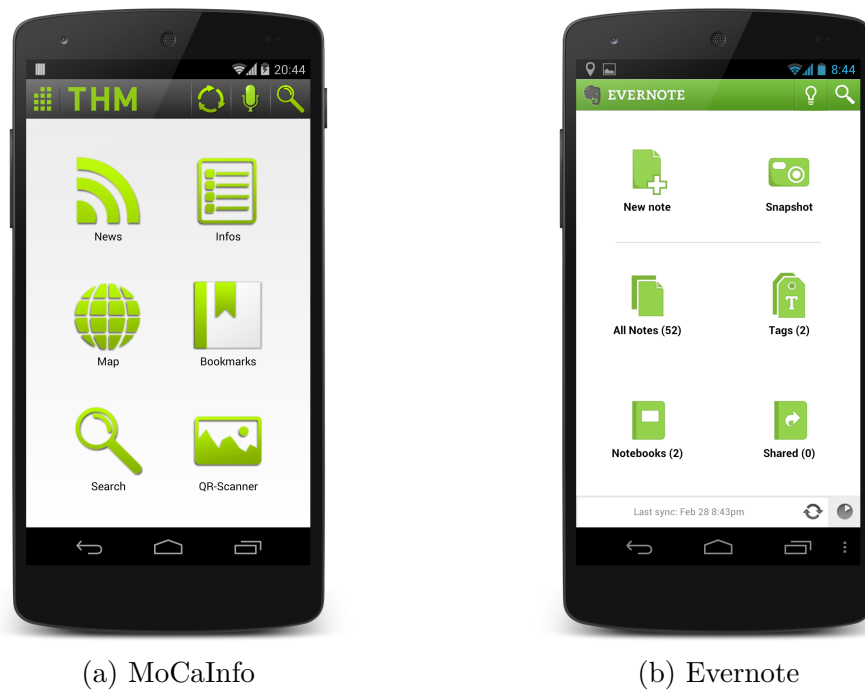 20:44
THM
News Infos
Map Bookmarks
Search QR-Scanner
(a) MoCaInfo
8:44
EVERNOTE
New note Snapshot
All Notes (52) Tags (2)
T
Notebooks (2) Shared (0)
Last sync: Feb 28 8:43pm
(b) Evernote